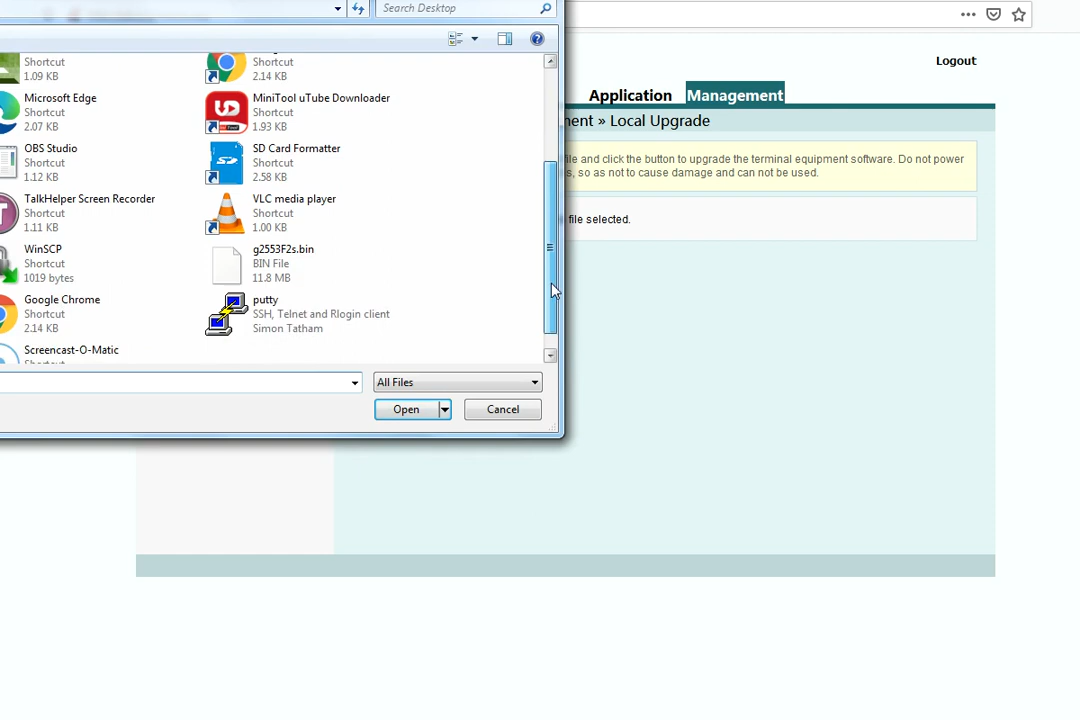 Search Desktop
Logout
Shortcut
1.09 KB
Shortcut
2.14 KB
Microsoft Edge
Shortcut
2.07 KB
MiniTool uTube Downloader
Shortcut
1.93 KB
Application
Management
ment » Local Upgrade
OBS Studio
Shortcut
1.12 KB
SD Card Formatter
Shortcut
2.58 KB
file and click the button to upgrade the terminal equipment software. Do not power
s, so as not to cause damage and can not be used.
TalkHelper Screen Recorder
Shortcut
1.11 KB
VLC media player
Shortcut
1.00 KB
file selected.
WinSCP
Shortcut
1019 bytes
g2553F2s.bin
BIN File
11.8 MB
Google Chrome
Shortcut
2.14 KB
putty
SSH, Telnet and Rlogin client
Simon Tatham
Screencast-O-Matic
All Files
Open
Cancel